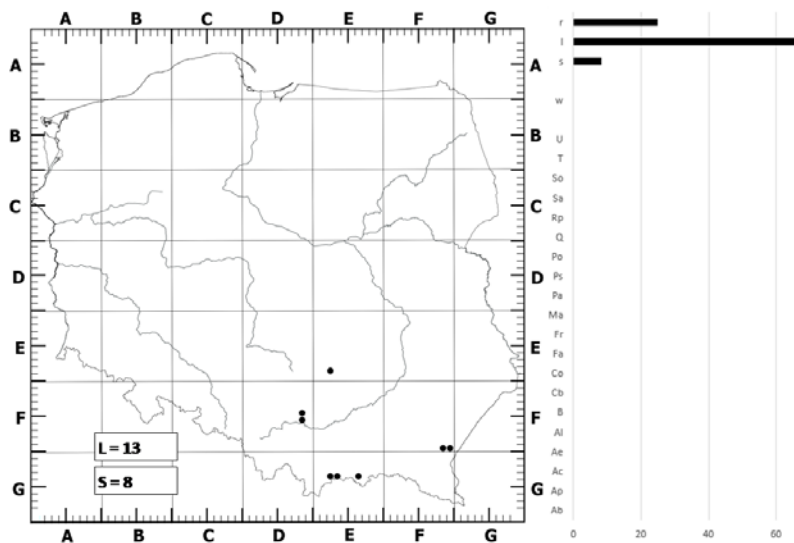 A B C D E F G
A
B
C
D
E
F
G
L = 13
S = 8
A
B
C
D
E
F
G
A B C D E F G
r
l
s
w
U
T
So
Sa
Rp
Q
Po
Ps
Pa
Ma
Fr
Fa
Co
Cb
B
Al
Ae
Ac
Ap
Ab
0 20 40 60